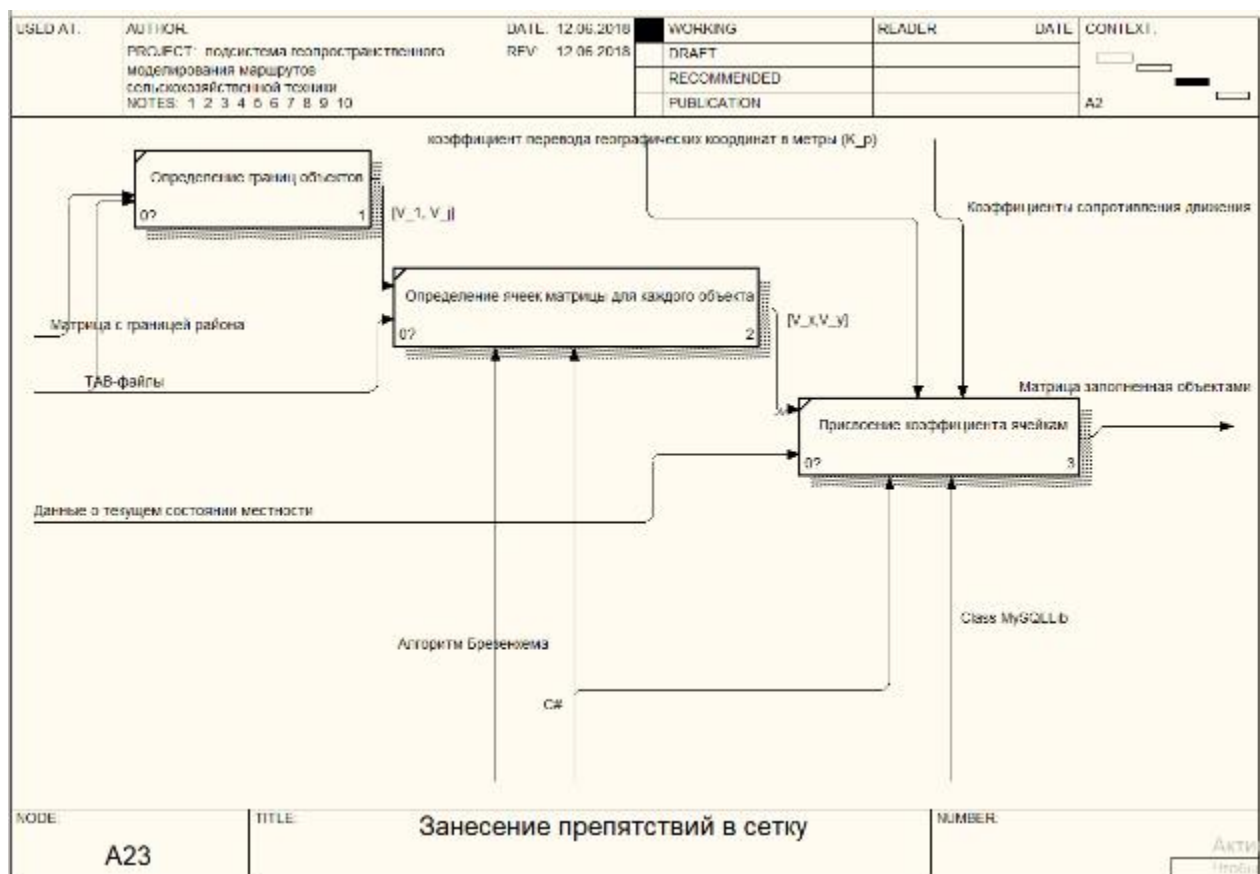 USED AT:
AUTHOR:
DATE: 12.06.2018
WORKING
READER
DATE
CONTEXT:
PROJECT: подсистема геопространственного
REV: 12.06.2018
DRAFT
моделирования маршрутов
сельскохозяйственной техники
RECOMMENDED
NOTES: 1 2 3 4 5 6 7 8 9 10
PUBLICATION
A2
коэффициент перевода географических координат в метры (K_p)
Определение границ объектов
0?
1
[V_1, V_j]
Коэффициенты сопротивления движения
Определение ячеек матрицы для каждого объекта
0?
2
[V_x,V_y]
Матрица с границей района
TAB-файлы
Матрица заполненная объектами
Присвоение коэффициента ячейкам
0?
3
Данные о текущем состоянии местности
Class MySQLLib
Алгоритм Брезенхема
C#
NODE:
TITLE:
Занесение препятствий в сетку
NUMBER:
A23
Акти
Чтобы